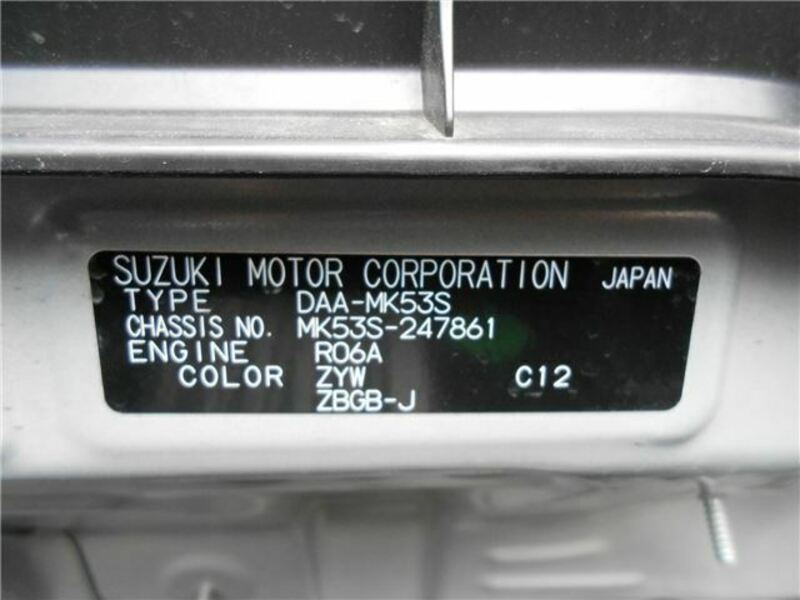 SUZUKI MOTOR CORPORATION JAPAN
TYPE DAA-MK53S
CHASSIS NO. MK53S-247861
ENGINE R06A
COLOR ZYW C12
ZBGB-J